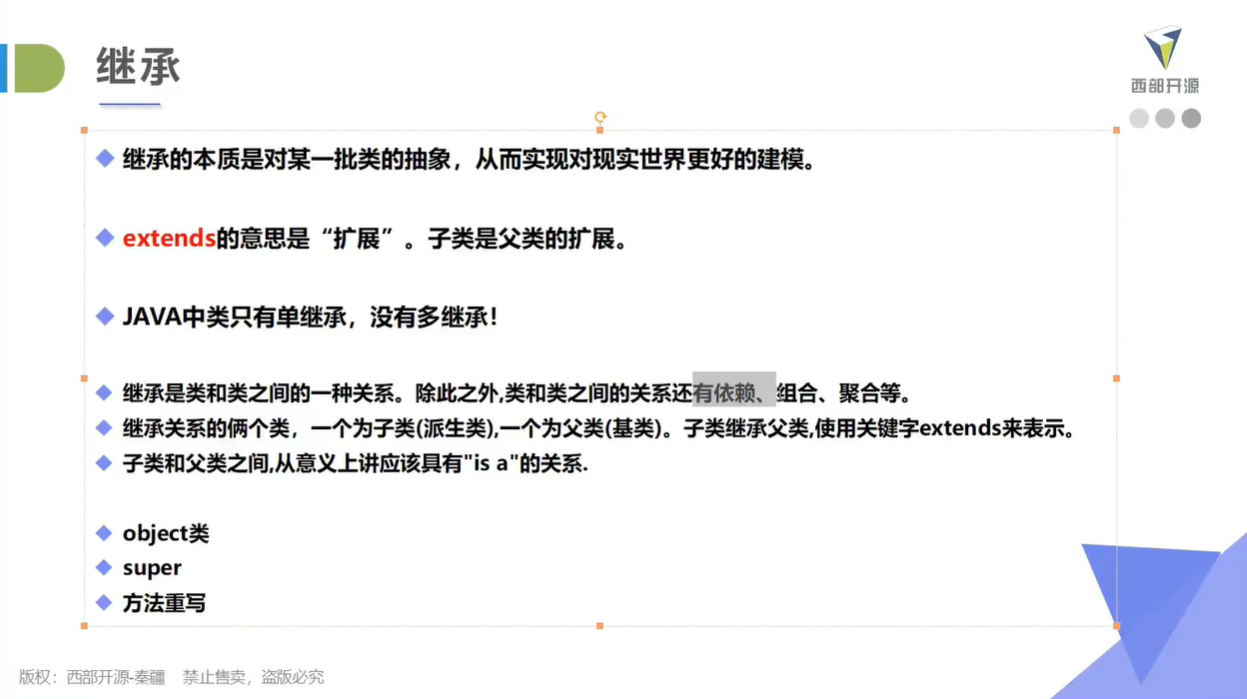 继承
西部开源
继承的本质是对某一批类的抽象，从而实现对现实世界更好的建模。
extends的意思是“扩展”。子类是父类的扩展。
JAVA中类只有单继承，没有多继承！
继承是类和类之间的一种关系。除此之外,类和类之间的关系还有依赖、组合、聚合等。
继承关系的俩个类，一个为子类(派生类),一个为父类(基类)。子类继承父类,使用关键字extends来表示。
子类和父类之间,从意义上讲应该具有"is a"的关系.
object类
super
方法重写
版权：西部开源-秦疆 禁止售卖，盗版必究